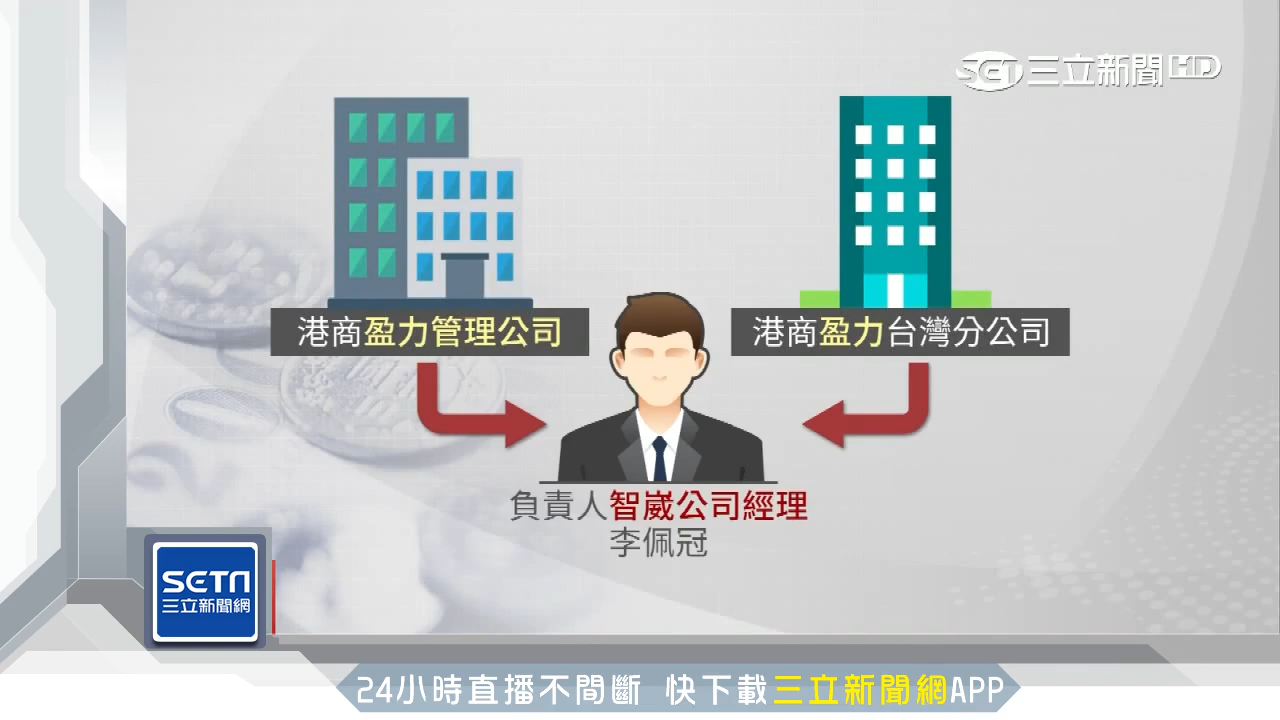 SET三立新聞HD
港商盈力管理公司
港商盈力台灣分公司
負責人智崴公司經理
李佩冠
SETN
三立新聞網
24小時直播不間斷 快下載三立新聞網APP